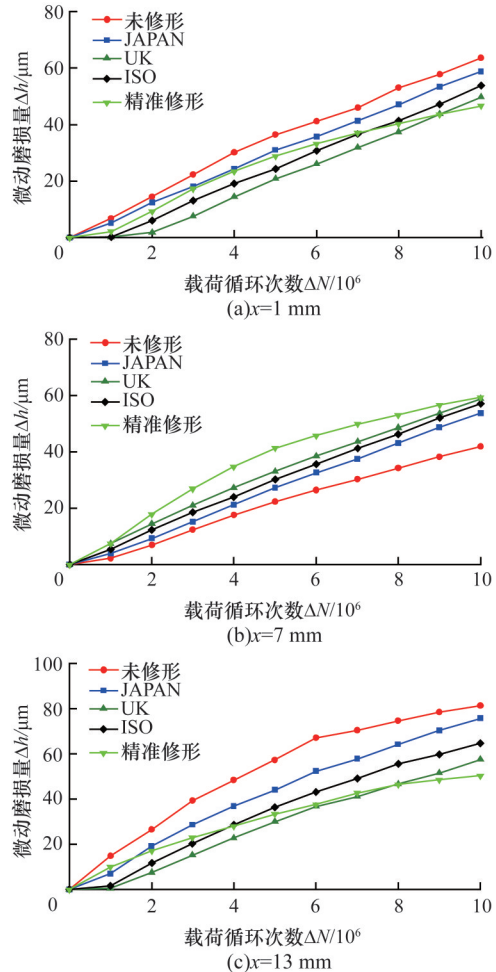 80
60
40
20
0
微动磨损量Δh/μm
未修形
JAPAN
UK
ISO
精准修形
2 4 6 8 10
载荷循环次数ΔN/10⁶
(a)x=1 mm
80
60
40
20
0
微动磨损量Δh/μm
未修形
JAPAN
UK
ISO
精准修形
2 4 6 8 10
载荷循环次数ΔN/10⁶
(b)x=7 mm
100
80
60
40
20
0
微动磨损量Δh/μm
未修形
JAPAN
UK
ISO
精准修形
2 4 6 8 10
载荷循环次数ΔN/10⁶
(c)x=13 mm